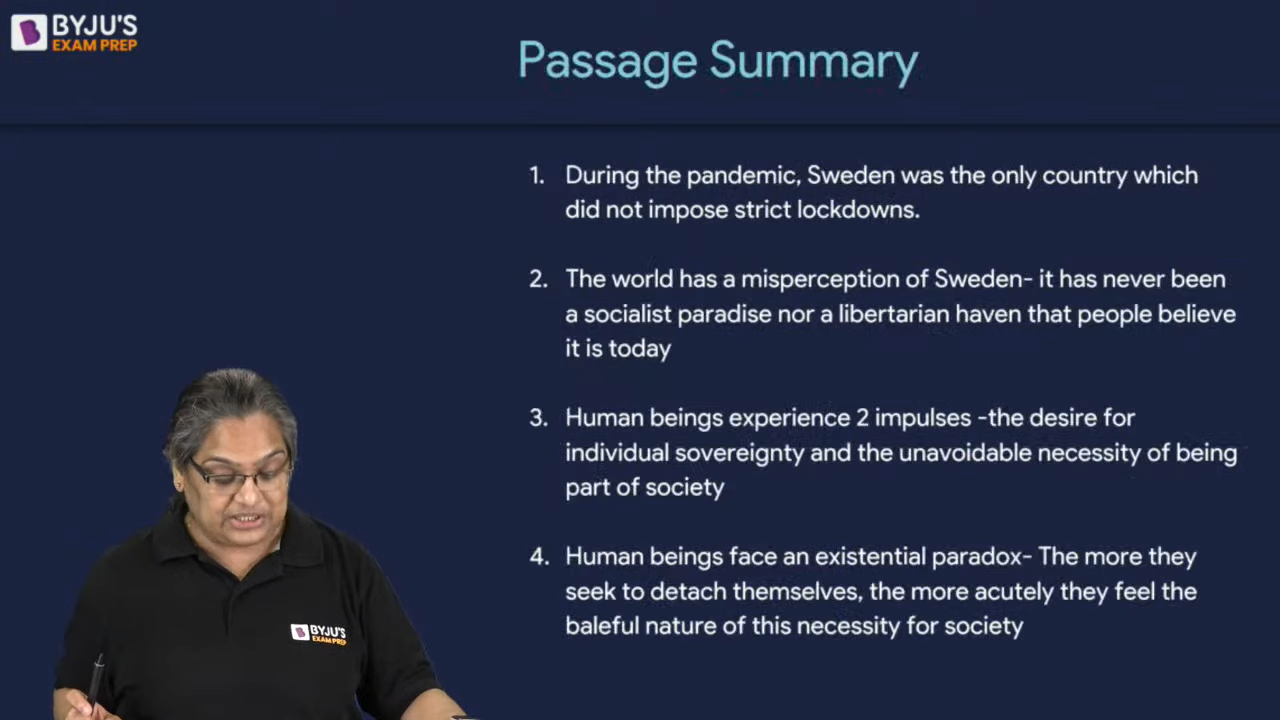 BYJU'S
EXAM PREP
Passage Summary
1. During the pandemic, Sweden was the only country which
did not impose strict lockdowns.
2. The world has a misperception of Sweden- it has never been
a socialist paradise nor a libertarian haven that people believe
it is today
3. Human beings experience 2 impulses -the desire for
individual sovereignty and the unavoidable necessity of being
part of society
4. Human beings face an existential paradox- The more they
seek to detach themselves, the more acutely they feel the
baleful nature of this necessity for society
BYJU'S
EXAM PREP